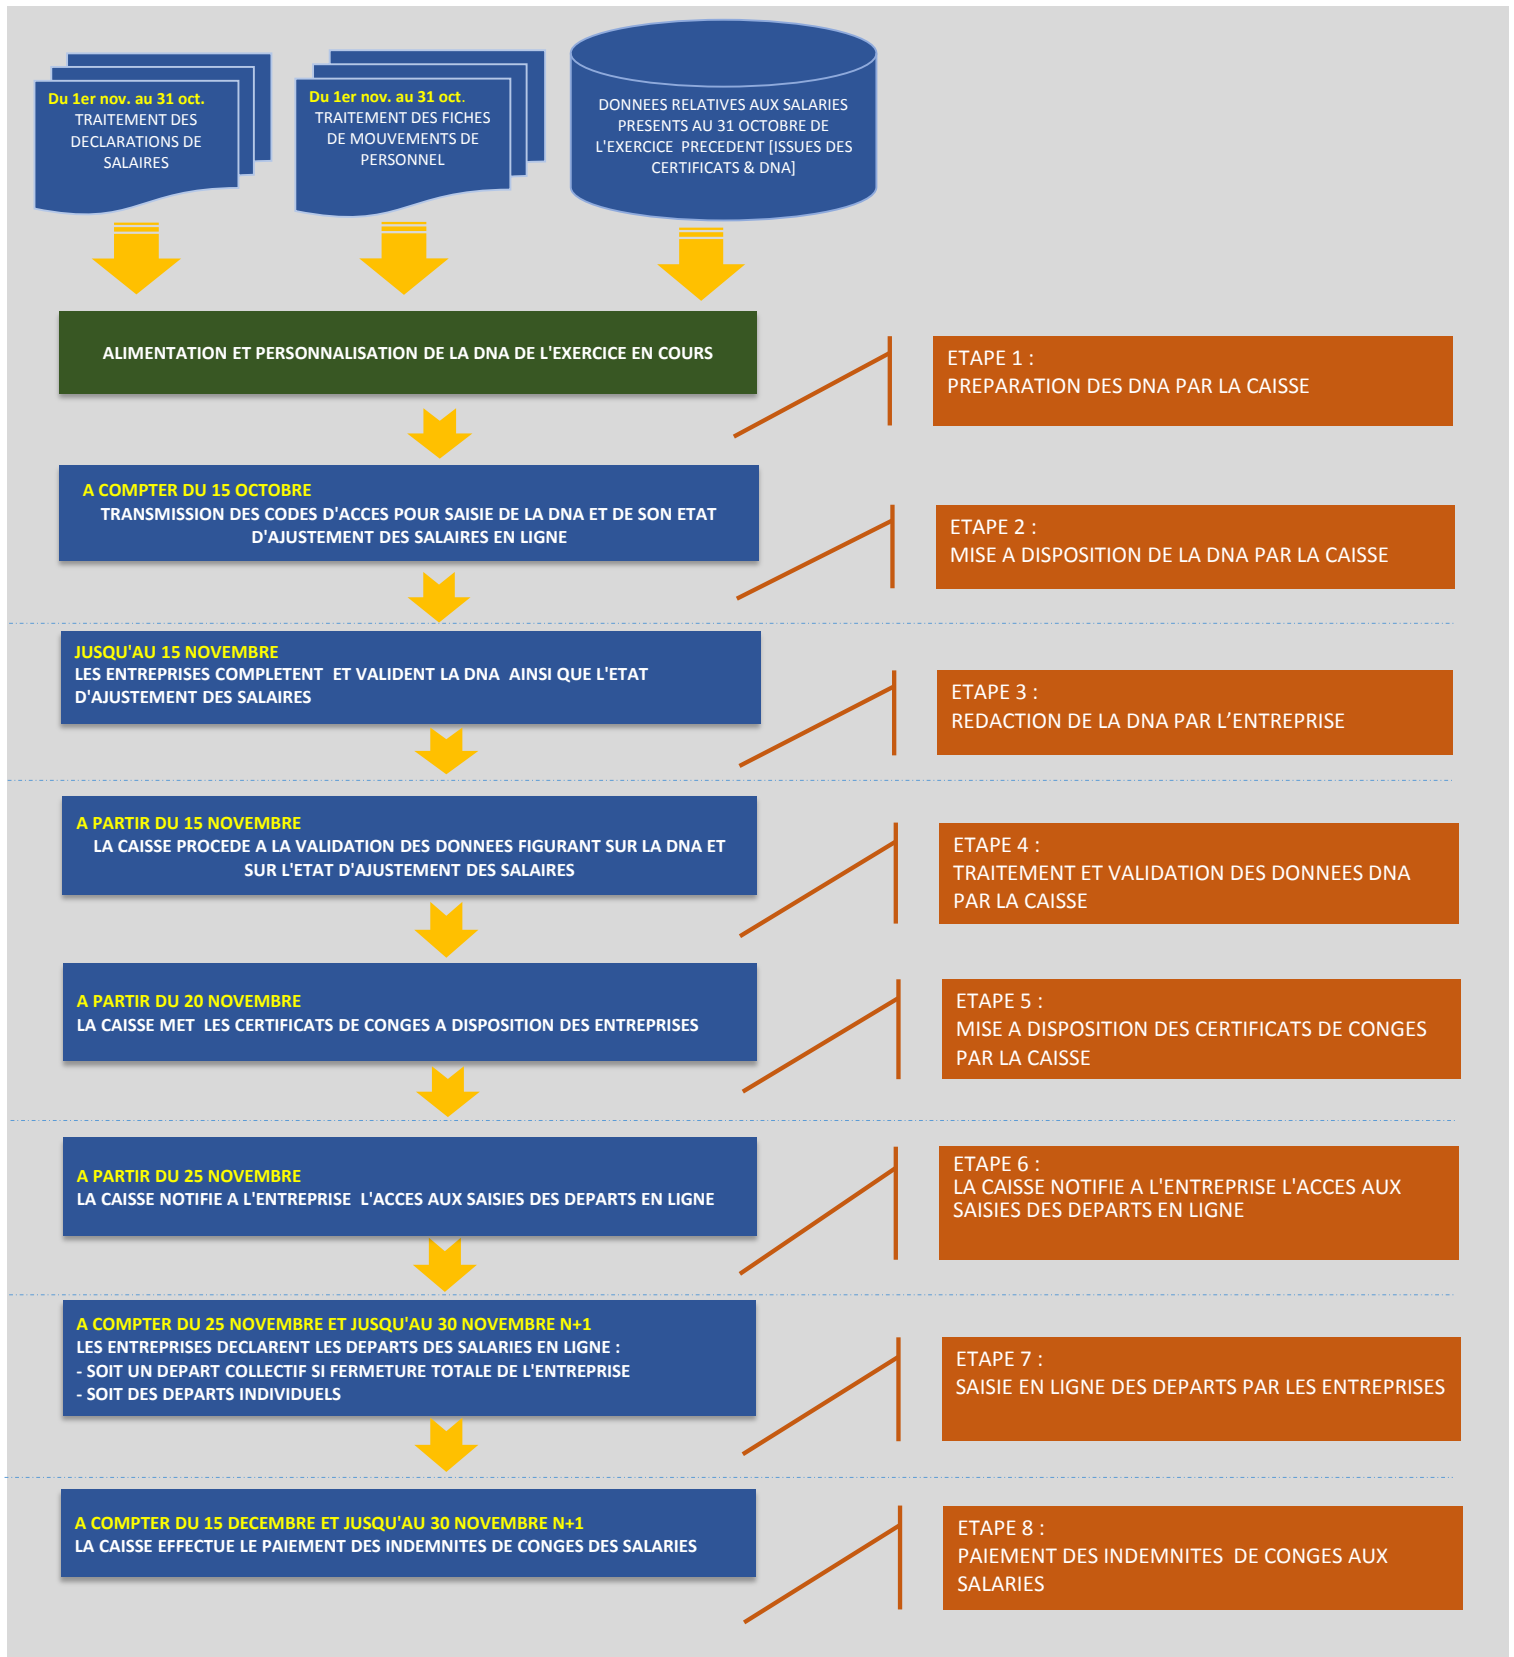 Du 1er nov. au 31 oct.
TRAITEMENT DES
DECLARATIONS DE
SALAIRES
Du 1er nov. au 31 oct.
TRAITEMENT DES FICHES
DE MOUVEMENTS DE
PERSONNEL
DONNEES RELATIVES AUX SALARIES
PRESENTS AU 31 OCTOBRE DE
L'EXERCICE PRECEDENT [ISSUES DES
CERTIFICATS & DNA]
ALIMENTATION ET PERSONNALISATION DE LA DNA DE L'EXERCICE EN COURS
ETAPE 1 :
PREPARATION DES DNA PAR LA CAISSE
A COMPTER DU 15 OCTOBRE
TRANSMISSION DES CODES D'ACCES POUR SAISIE DE LA DNA ET DE SON ETAT
D'AJUSTEMENT DES SALAIRES EN LIGNE
ETAPE 2 :
MISE A DISPOSITION DE LA DNA PAR LA CAISSE
JUSQU'AU 15 NOVEMBRE
LES ENTREPRISES COMPLETENT ET VALIDENT LA DNA AINSI QUE L'ETAT
D'AJUSTEMENT DES SALAIRES
ETAPE 3 :
REDACTION DE LA DNA PAR L’ENTREPRISE
A PARTIR DU 15 NOVEMBRE
LA CAISSE PROCEDE A LA VALIDATION DES DONNEES FIGURANT SUR LA DNA ET
SUR L'ETAT D'AJUSTEMENT DES SALAIRES
ETAPE 4 :
TRAITEMENT ET VALIDATION DES DONNEES DNA
PAR LA CAISSE
A PARTIR DU 20 NOVEMBRE
LA CAISSE MET LES CERTIFICATS DE CONGES A DISPOSITION DES ENTREPRISES
ETAPE 5 :
MISE A DISPOSITION DES CERTIFICATS DE CONGES
PAR LA CAISSE
A PARTIR DU 25 NOVEMBRE
LA CAISSE NOTIFIE A L'ENTREPRISE L'ACCES AUX SAISIES DES DEPARTS EN LIGNE
ETAPE 6 :
LA CAISSE NOTIFIE A L'ENTREPRISE L'ACCES AUX
SAISIES DES DEPARTS EN LIGNE
A COMPTER DU 25 NOVEMBRE ET JUSQU'AU 30 NOVEMBRE N+1
LES ENTREPRISES DECLARENT LES DEPARTS DES SALARIES EN LIGNE :
- SOIT UN DEPART COLLECTIF SI FERMETURE TOTALE DE L'ENTREPRISE
- SOIT DES DEPARTS INDIVIDUELS
ETAPE 7 :
SAISIE EN LIGNE DES DEPARTS PAR LES ENTREPRISES
A COMPTER DU 15 DECEMBRE ET JUSQU'AU 30 NOVEMBRE N+1
LA CAISSE EFFECTUE LE PAIEMENT DES INDEMNITES DE CONGES DES SALARIES
ETAPE 8 :
PAIEMENT DES INDEMNITES DE CONGES AUX
SALARIES